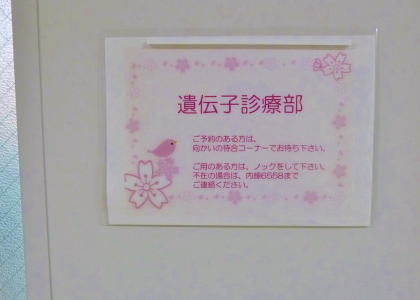 遺伝子診療部
ご予約のある方は、
向かいの待合コーナーでお待ち下さい。
ご用のある方は、ノックをして下さい。
不在の場合は、内線6558まで
ご連絡ください。